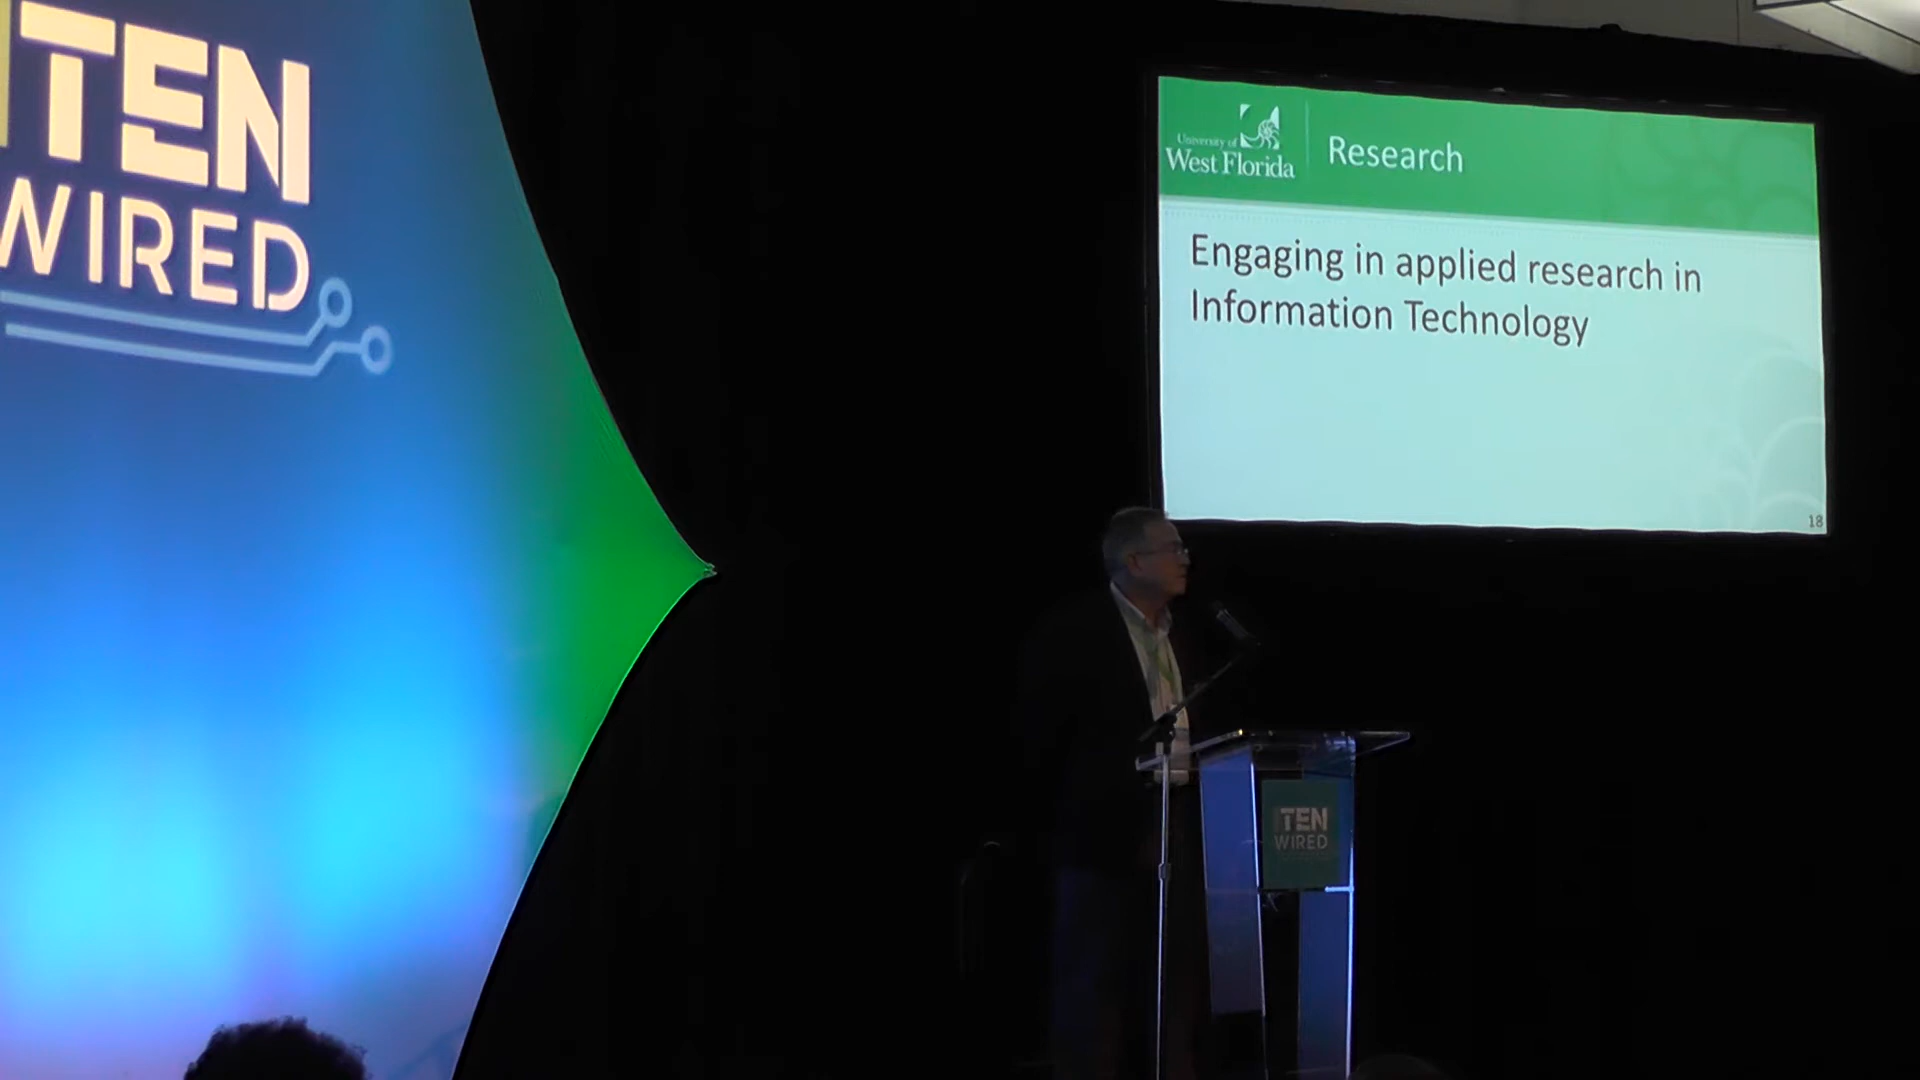 TEN
WIRED
University of
West Florida
Research
Engaging in applied research in
Information Technology
18
TEN
WIRED